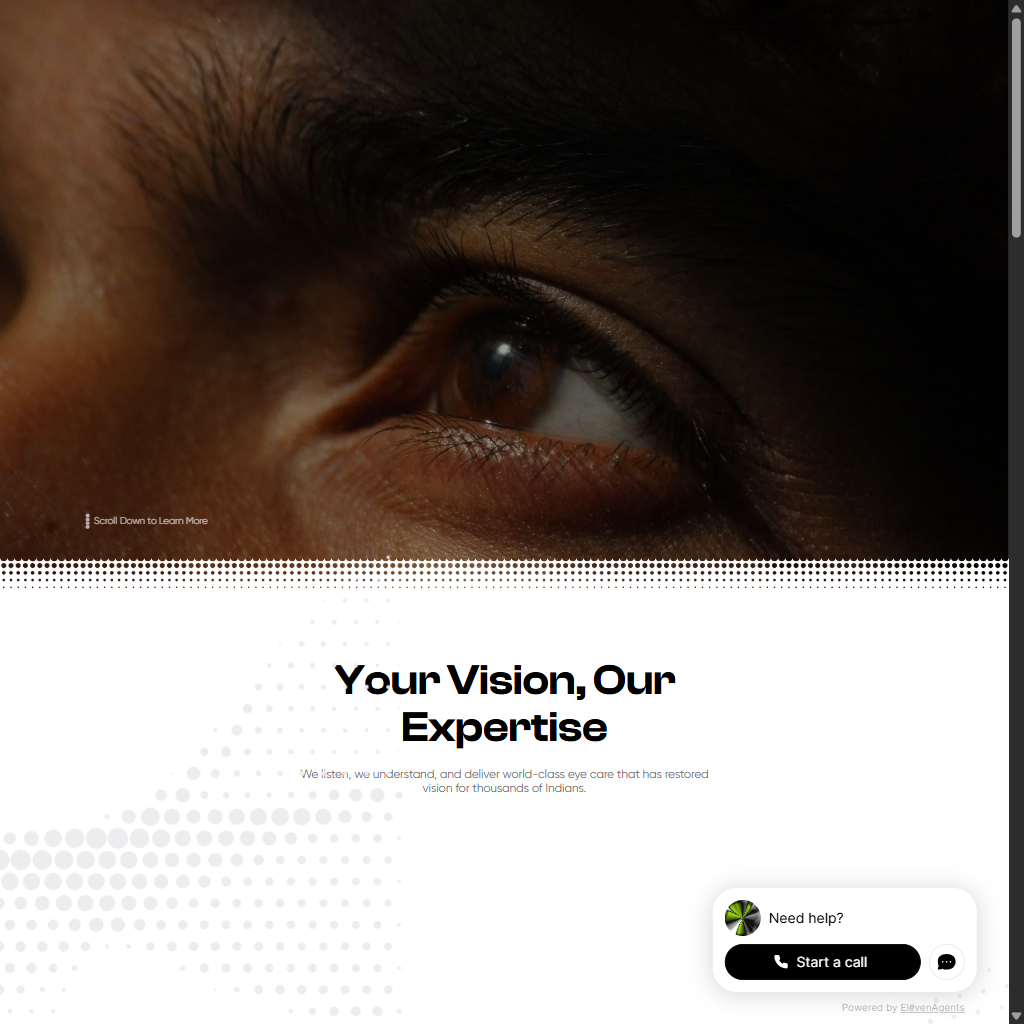 Scroll Down to Learn More
Your Vision, Our
Expertise
We listen, we understand, and deliver world-class eye care that has restored
vision for thousands of Indians.
Need help?
Start a call
Powered by ElevenAgents